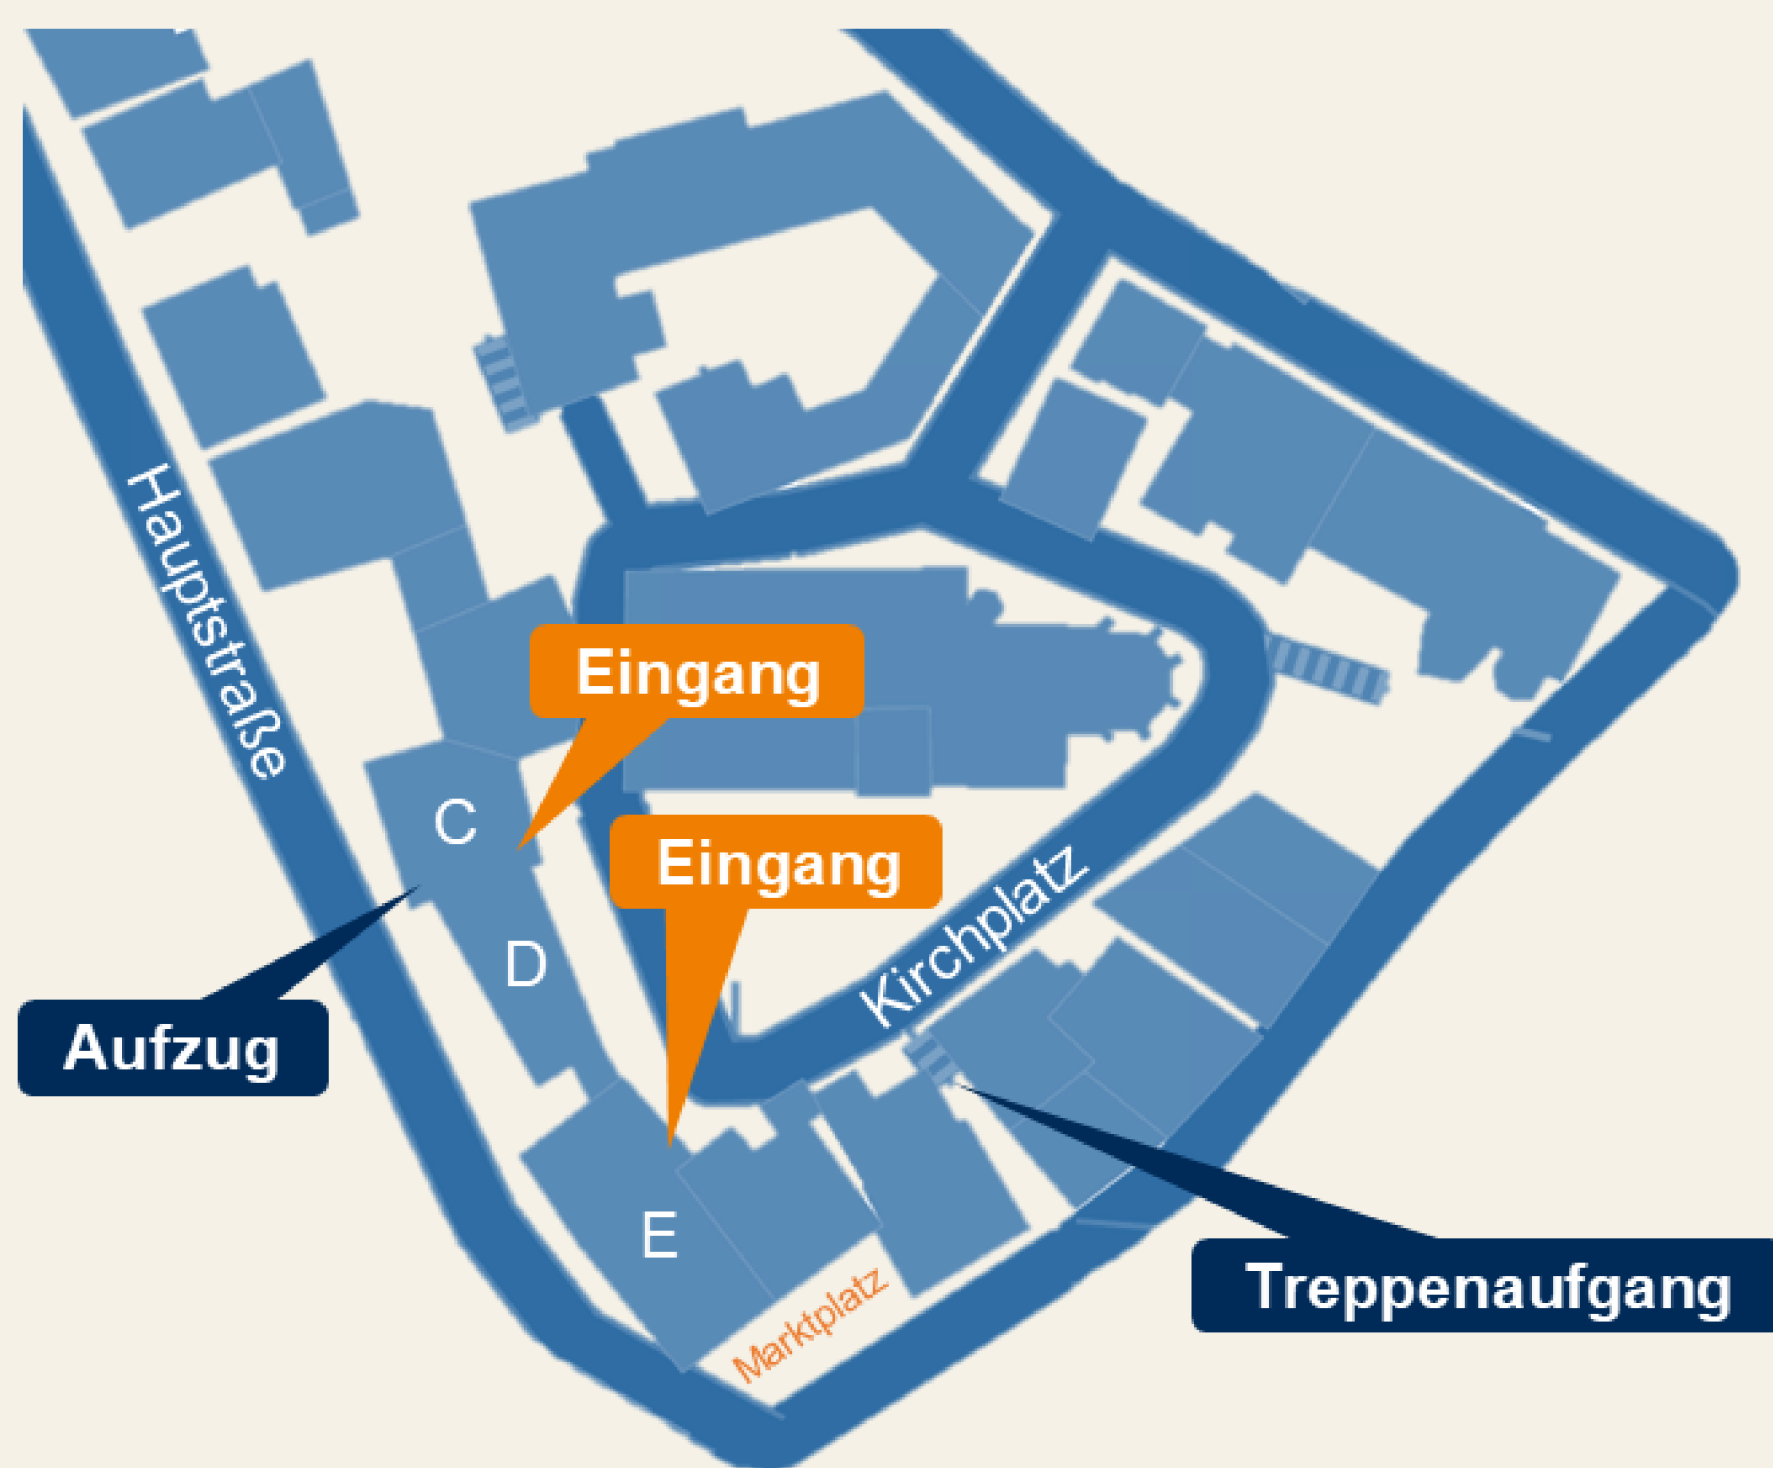 Hauptstraße
Eingang
C
Eingang
D
Kirchplatz
Aufzug
E
Treppenaufgang
Marktplatz